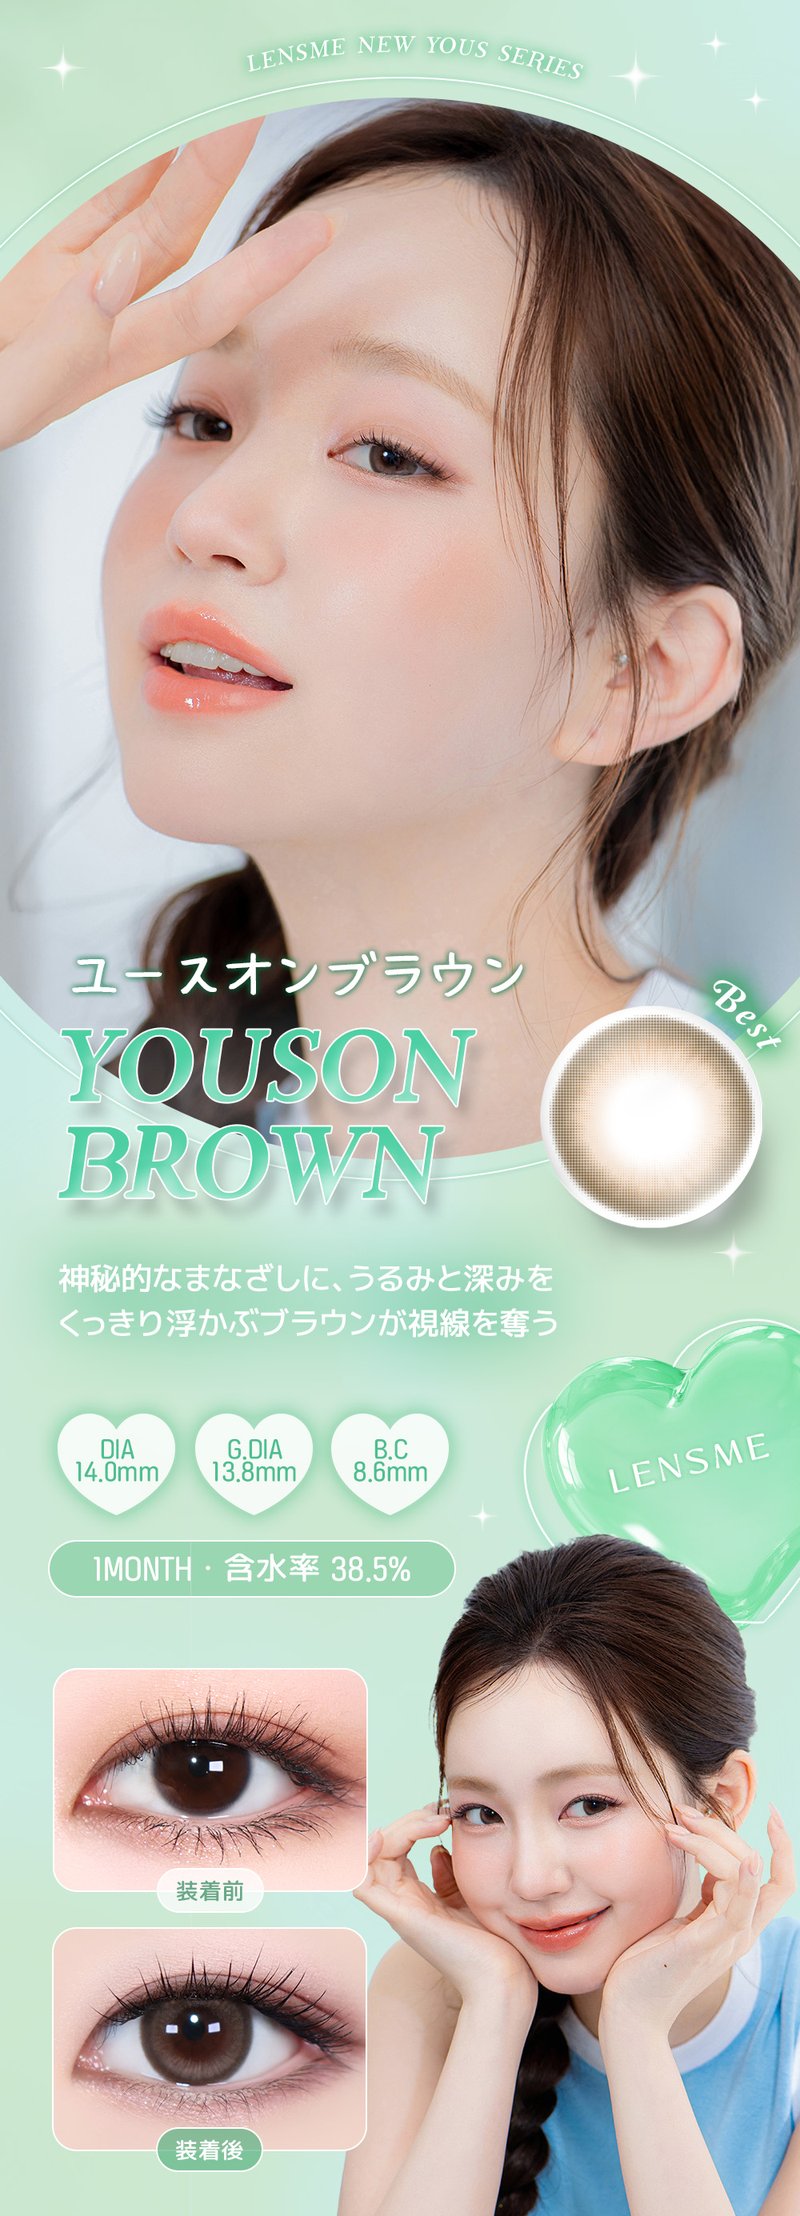 LENSME NEW YOUS SERIES
ユースオンブラウン
YOUSON
BROWN
Best
神秘的なまなざしに、うるみと深みを
くっきり浮かぶブラウンが視線を奪う
DIA
14.0mm
G.DIA
13.8mm
B.C
8.6mm
LENSME
1MONTH · 含水率 38.5%
装着前
装着後